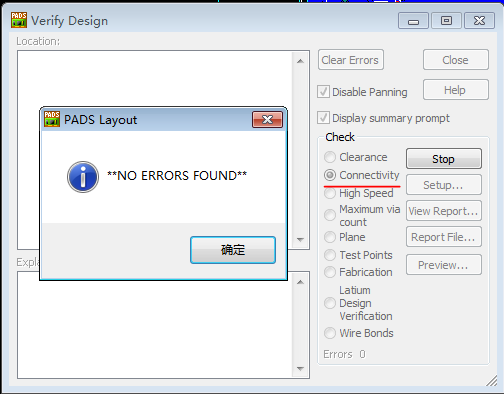 PADS Verify Design
Location:
Clear Errors
Close
Disable Panning
Help
Display summary prompt
PADS PADS Layout
**NO ERRORS FOUND**
确定
Check
Clearance
Stop
Connectivity
Setup...
High Speed
Maximum via
count
View Report...
Plane
Report File...
Test Points
Preview...
Fabrication
Latium
Design
Verification
Wire Bonds
Errors 0
Expla